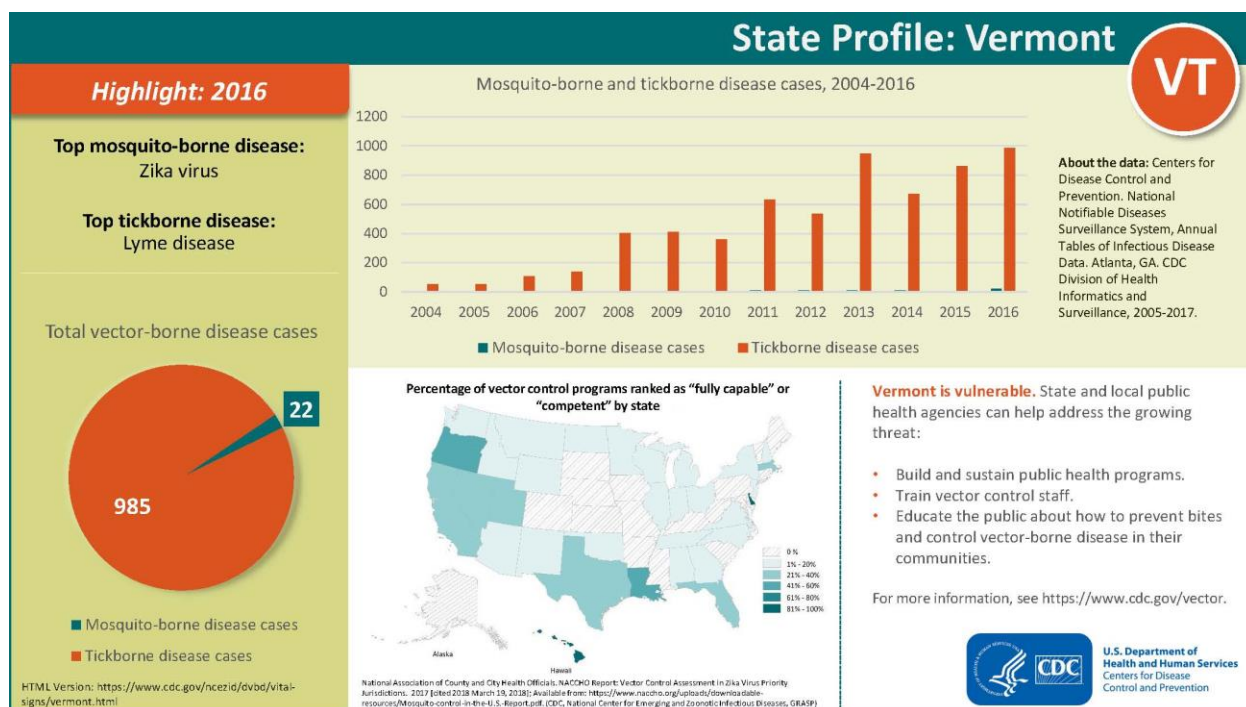 State Profile: Vermont
VT
Highlight: 2016
Top mosquito-borne disease:
Zika virus
Top tickborne disease:
Lyme disease
Total vector-borne disease cases
22
985
Mosquito-borne disease cases
Tickborne disease cases
HTML Version: https://www.cdc.gov/ncezid/dvbd/vital-
signs/vermont.html
Mosquito-borne and tickborne disease cases, 2004-2016
1200
1000
800
600
400
200
0
2004 2005 2006 2007 2008 2009 2010 2011 2012 2013 2014 2015 2016
Mosquito-borne disease cases Tickborne disease cases
About the data: Centers for
Disease Control and
Prevention. National
Notifiable Diseases
Surveillance System, Annual
Tables of Infectious Disease
Data. Atlanta, GA. CDC
Division of Health
Informatics and
Surveillance, 2005-2017.
Percentage of vector control programs ranked as “fully capable” or
“competent” by state
0 %
1% - 20%
21% - 40%
41% - 60%
61% - 80%
81% - 100%
Alaska
Hawaii
National Association of County and City Health Officials. NACCHO Report: Vector Control Assessment in Zika Virus Priority
Jurisdictions. 2017 [cited 2018 March 19, 2018]; Available from: https://www.naccho.org/uploads/downloadable-
resources/Mosquito-control-in-the-U.S.-Report.pdf. (CDC, National Center for Emerging and Zoonotic Infectious Diseases, GRASP)
Vermont is vulnerable. State and local public
health agencies can help address the growing
threat:
• Build and sustain public health programs.
• Train vector control staff.
• Educate the public about how to prevent bites
and control vector-borne disease in their
communities.
For more information, see https://www.cdc.gov/vector.
CDC
U.S. Department of
Health and Human Services
Centers for Disease
Control and Prevention